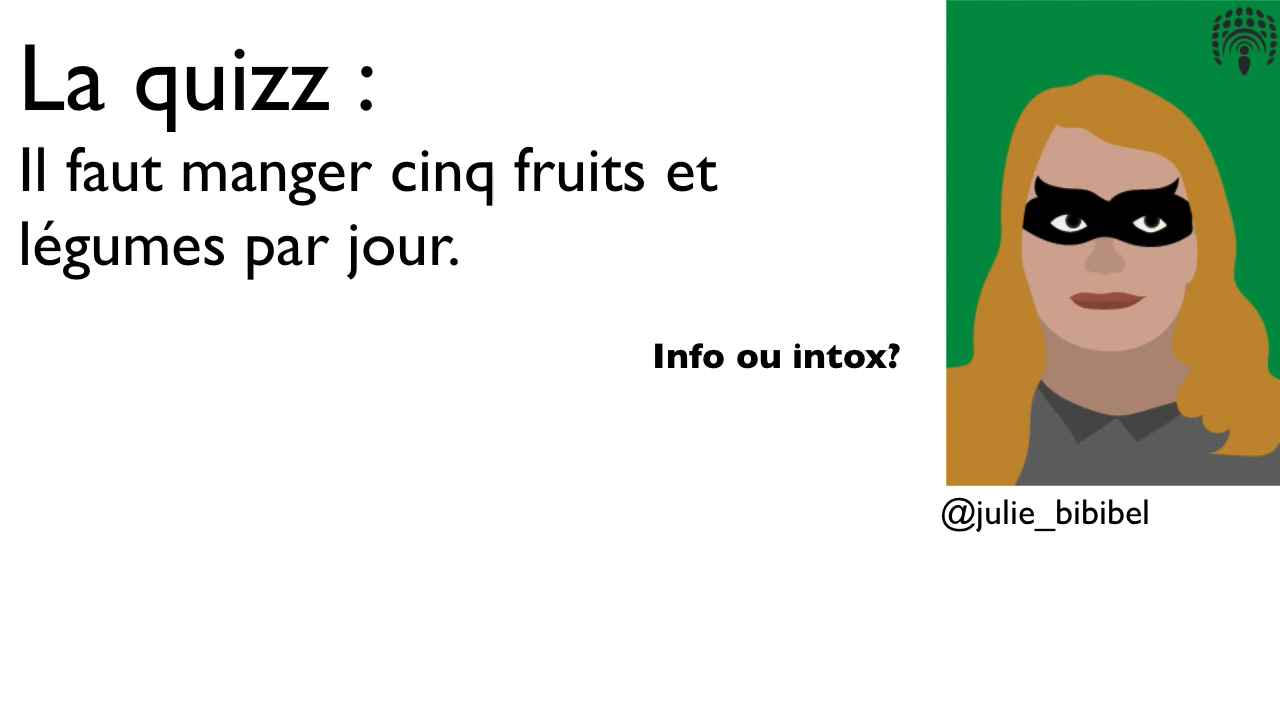 La quizz :
Il faut manger cinq fruits et
légumes par jour.
Info ou intox?
@julie_bibibel